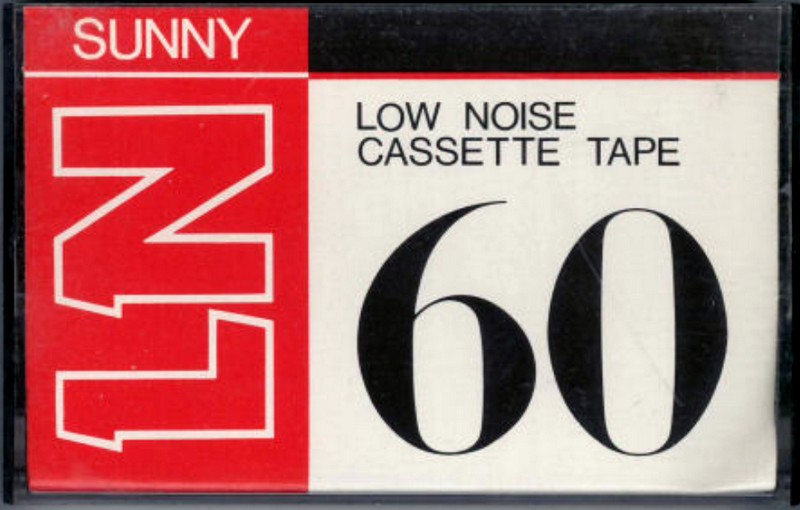 SUNNY
LN
LOW NOISE
CASSETTE TAPE
60